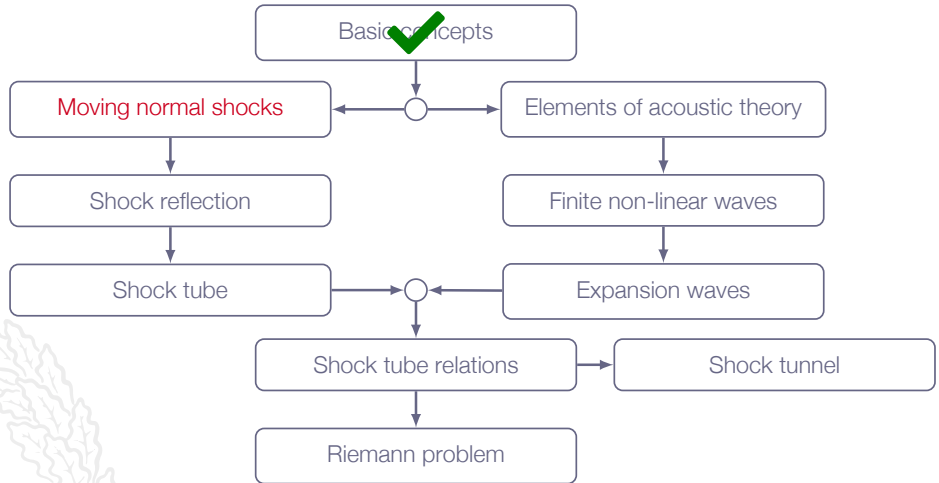 Basic concepts
Moving normal shocks
Elements of acoustic theory
Shock reflection
Finite non-linear waves
Shock tube
Expansion waves
Shock tube relations
Shock tunnel
Riemann problem